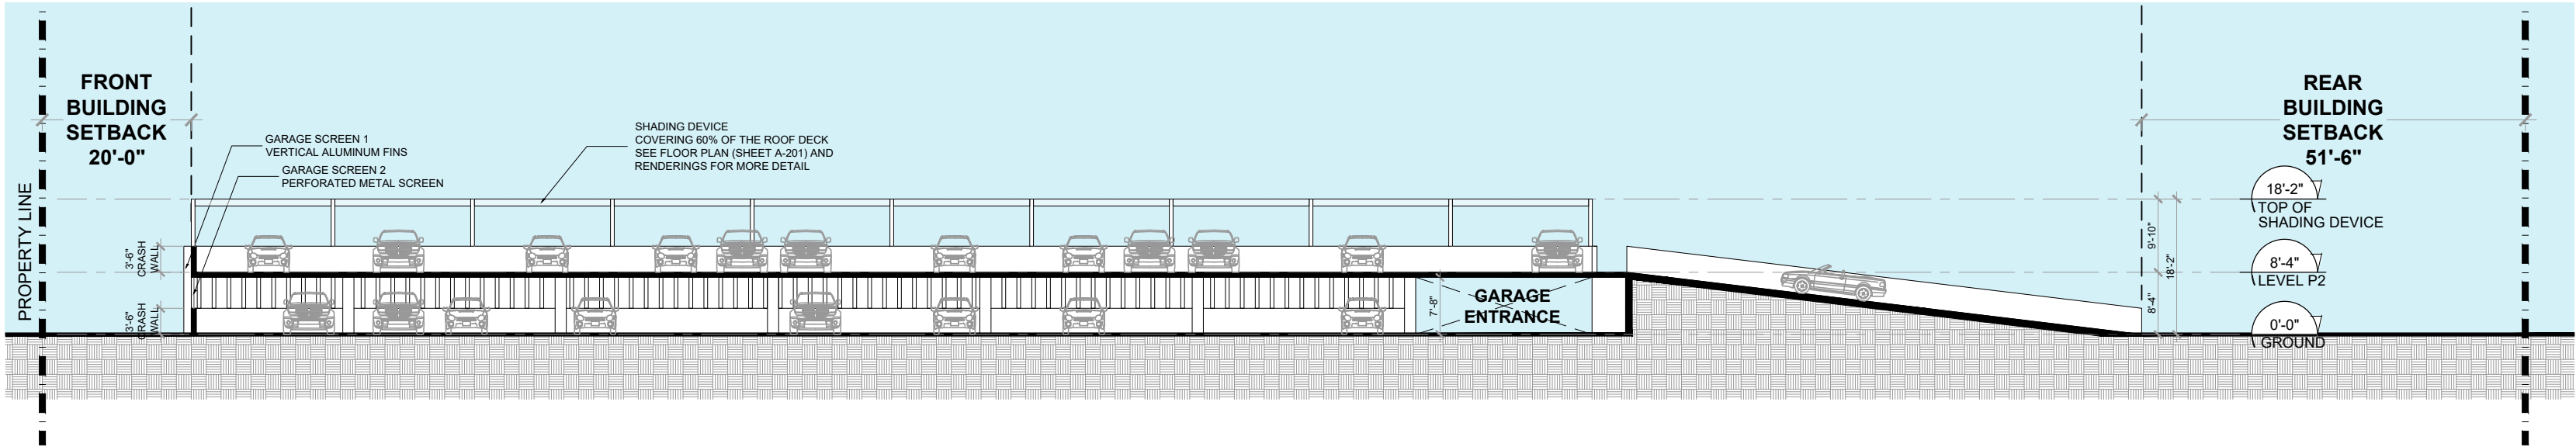 FRONT
BUILDING
SETBACK
20'-0"
PROPERTY LINE
GARAGE SCREEN 1
VERTICAL ALUMINUM FINS
GARAGE SCREEN 2
PERFORATED METAL SCREEN
3'-6"
CRASH
WALL
3'-6"
CRASH
WALL
SHADING DEVICE
COVERING 60% OF THE ROOF DECK
SEE FLOOR PLAN (SHEET A-201) AND
RENDERINGS FOR MORE DETAIL
7'-8"
GARAGE
ENTRANCE
REAR
BUILDING
SETBACK
51'-6"
9'-10"
18'-2"
8'-4"
18'-2"
TOP OF
SHADING DEVICE
8'-4"
LEVEL P2
0'-0"
GROUND